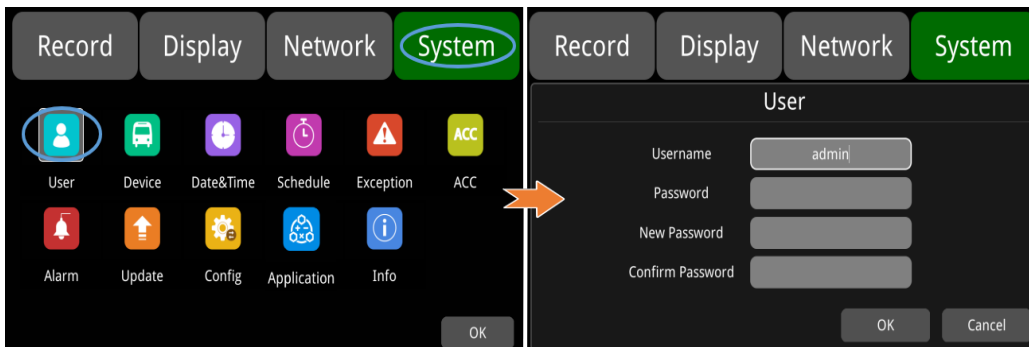 Record Display Network System
ACC
User Device Date&Time Schedule Exception ACC
Alarm Update Config Application Info
OK
Record Display Network System
User
Username admin
Password
New Password
Confirm Password
OK Cancel